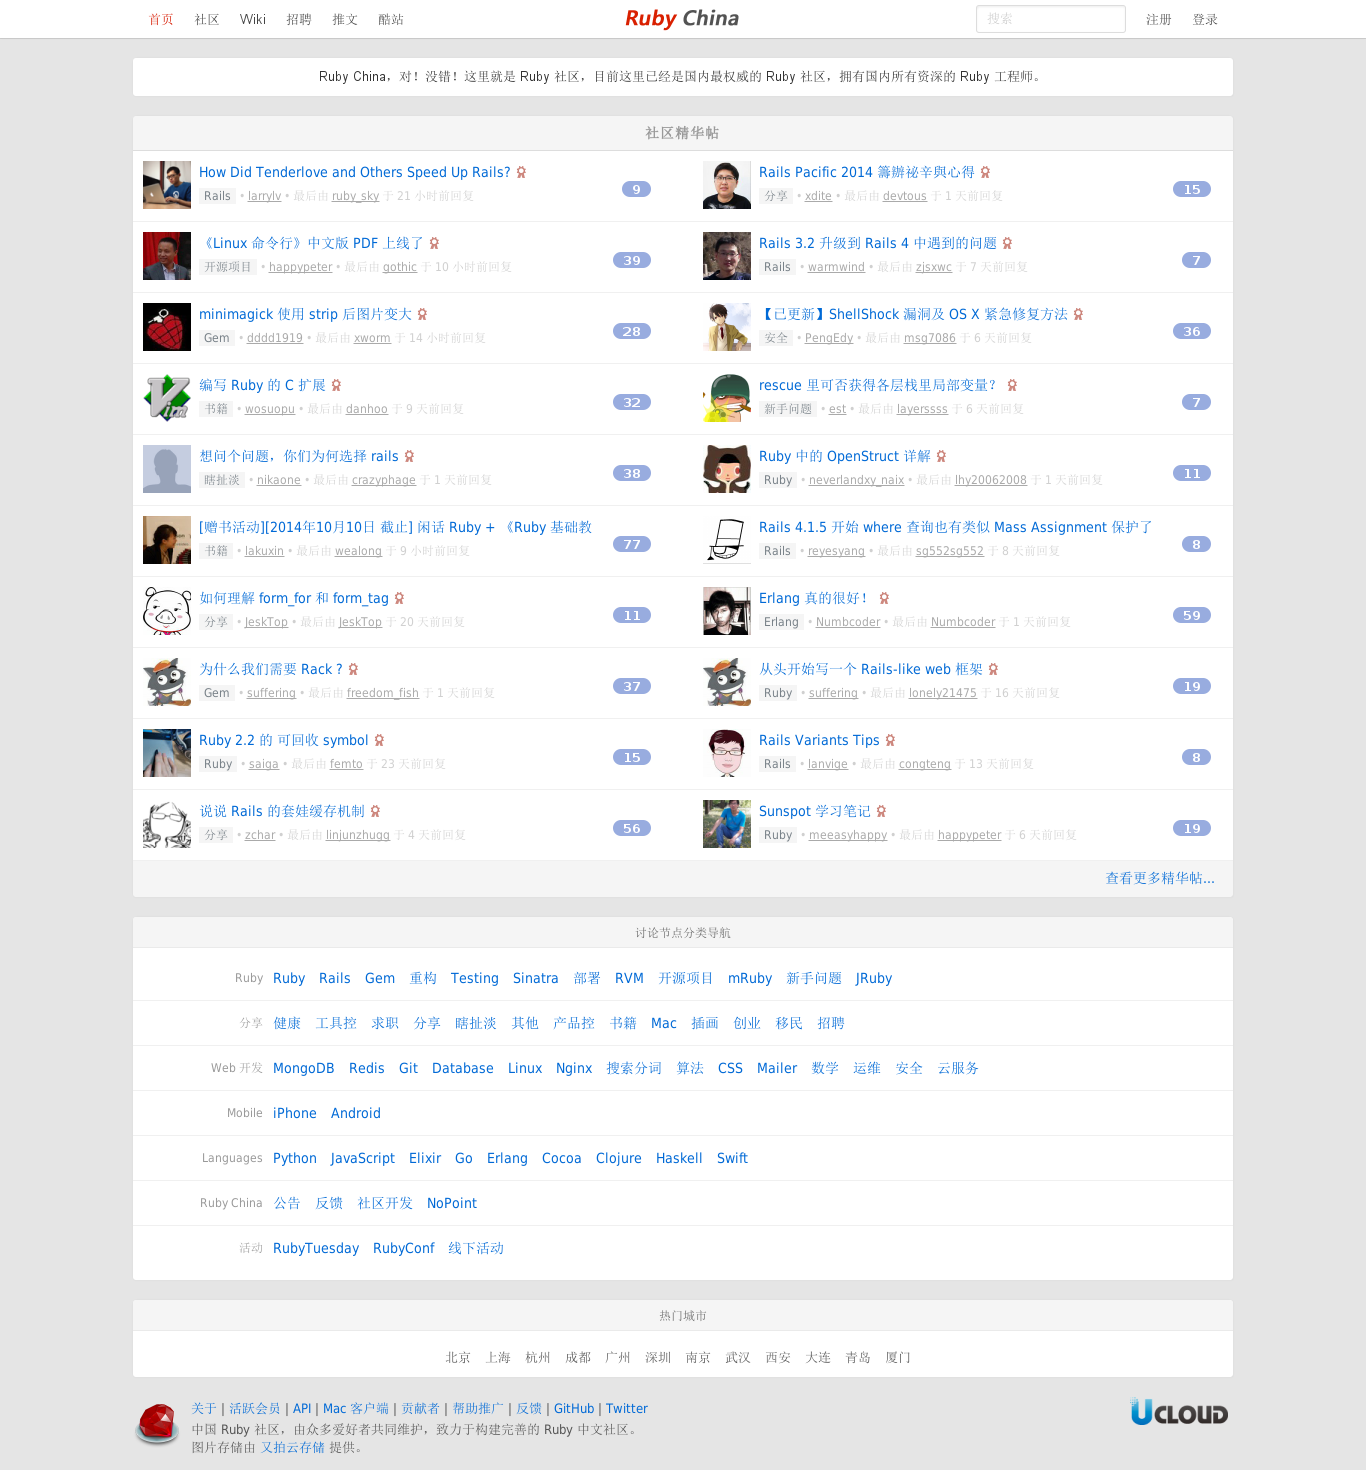 首页 社区 Wiki 招聘 推文 酷站 Ruby China 搜索 注册 登录
Ruby China，对！没错！这里就是 Ruby 社区，目前这里已经是国内最权威的 Ruby 社区，拥有国内所有资深的 Ruby 工程师。
社区精华帖
How Did Tenderlove and Others Speed Up Rails?
Rails • larrylv • 最后由 ruby_sky 于 21 小时前回复
9
Rails Pacific 2014 籌辦祕辛與心得
分享 • xdite • 最后由 devtous 于 1 天前回复
15
《Linux 命令行》中文版 PDF 上线了
开源项目 • happypeter • 最后由 gothic 于 10 小时前回复
39
Rails 3.2 升级到 Rails 4 中遇到的问题
Rails • warmwind • 最后由 zjsxwc 于 7 天前回复
7
minimagick 使用 strip 后图片变大
Gem • dddd1919 • 最后由 xworm 于 14 小时前回复
28
【已更新】ShellShock 漏洞及 OS X 紧急修复方法
安全 • PengEdy • 最后由 msg7086 于 6 天前回复
36
编写 Ruby 的 C 扩展
书籍 • wosuopu • 最后由 danhoo 于 9 天前回复
32
rescue 里可否获得各层栈里局部变量？
新手问题 • est • 最后由 layerssss 于 6 天前回复
7
想问个问题，你们为何选择 rails
瞎扯淡 • nikaone • 最后由 crazyphage 于 1 天前回复
38
Ruby 中的 OpenStruct 详解
Ruby • neverlandxy_naix • 最后由 lhy20062008 于 1 天前回复
11
[赠书活动][2014年10月10日 截止] 闲话 Ruby + 《Ruby 基础教
书籍 • lakuxin • 最后由 wealong 于 9 小时前回复
77
Rails 4.1.5 开始 where 查询也有类似 Mass Assignment 保护了
Rails • reyesyang • 最后由 sg552sg552 于 8 天前回复
8
如何理解 form_for 和 form_tag
分享 • JeskTop • 最后由 JeskTop 于 20 天前回复
11
Erlang 真的很好！
Erlang • Numbcoder • 最后由 Numbcoder 于 1 天前回复
59
为什么我们需要 Rack ?
Gem • suffering • 最后由 freedom_fish 于 1 天前回复
37
从头开始写一个 Rails-like web 框架
Ruby • suffering • 最后由 lonely21475 于 16 天前回复
19
Ruby 2.2 的 可回收 symbol
Ruby • saiga • 最后由 femto 于 23 天前回复
15
Rails Variants Tips
Rails • lanvige • 最后由 congteng 于 13 天前回复
8
说说 Rails 的套娃缓存机制
分享 • zchar • 最后由 linjunzhugg 于 4 天前回复
56
Sunspot 学习笔记
Ruby • meeasyhappy • 最后由 happypeter 于 6 天前回复
19
查看更多精华帖...
讨论节点分类导航
Ruby Ruby Rails Gem 重构 Testing Sinatra 部署 RVM 开源项目 mRuby 新手问题 JRuby
分享 健康 工具控 求职 分享 瞎扯淡 其他 产品控 书籍 Mac 插画 创业 移民 招聘
Web 开发 MongoDB Redis Git Database Linux Nginx 搜索分词 算法 CSS Mailer 数学 运维 安全 云服务
Mobile iPhone Android
Languages Python JavaScript Elixir Go Erlang Cocoa Clojure Haskell Swift
Ruby China 公告 反馈 社区开发 NoPoint
活动 RubyTuesday RubyConf 线下活动
热门城市
北京 上海 杭州 成都 广州 深圳 南京 武汉 西安 大连 青岛 厦门
关于 | 活跃会员 | API | Mac 客户端 | 贡献者 | 帮助推广 | 反馈 | GitHub | Twitter
UCLOUD
中国 Ruby 社区，由众多爱好者共同维护，致力于构建完善的 Ruby 中文社区。
图片存储由 又拍云存储 提供。